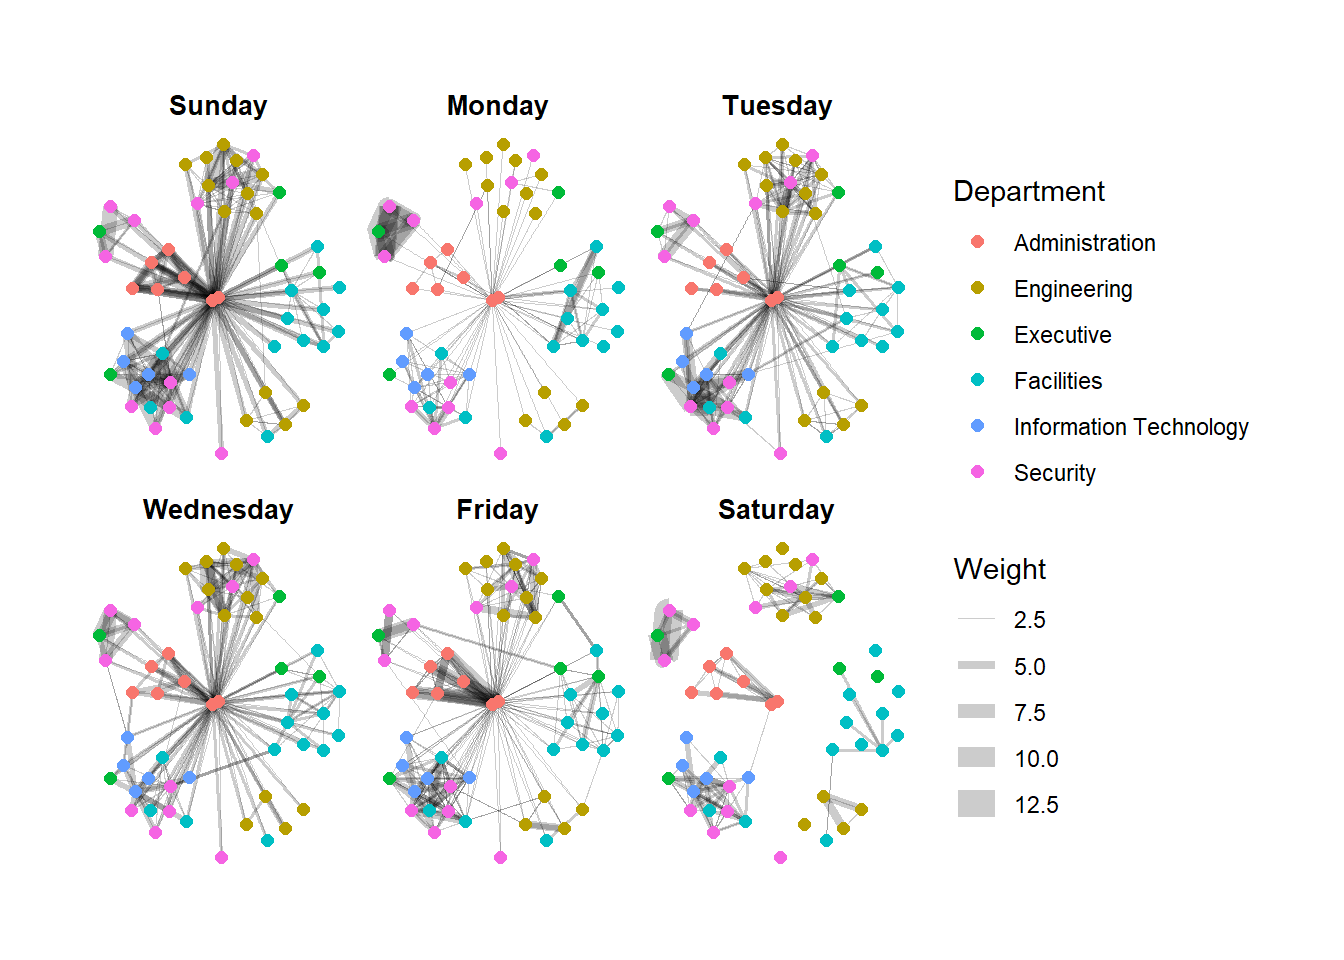 Sunday
Monday
Tuesday
Wednesday
Friday
Saturday
Department
Administration
Engineering
Executive
Facilities
Information Technology
Security
Weight
2.5
5.0
7.5
10.0
12.5